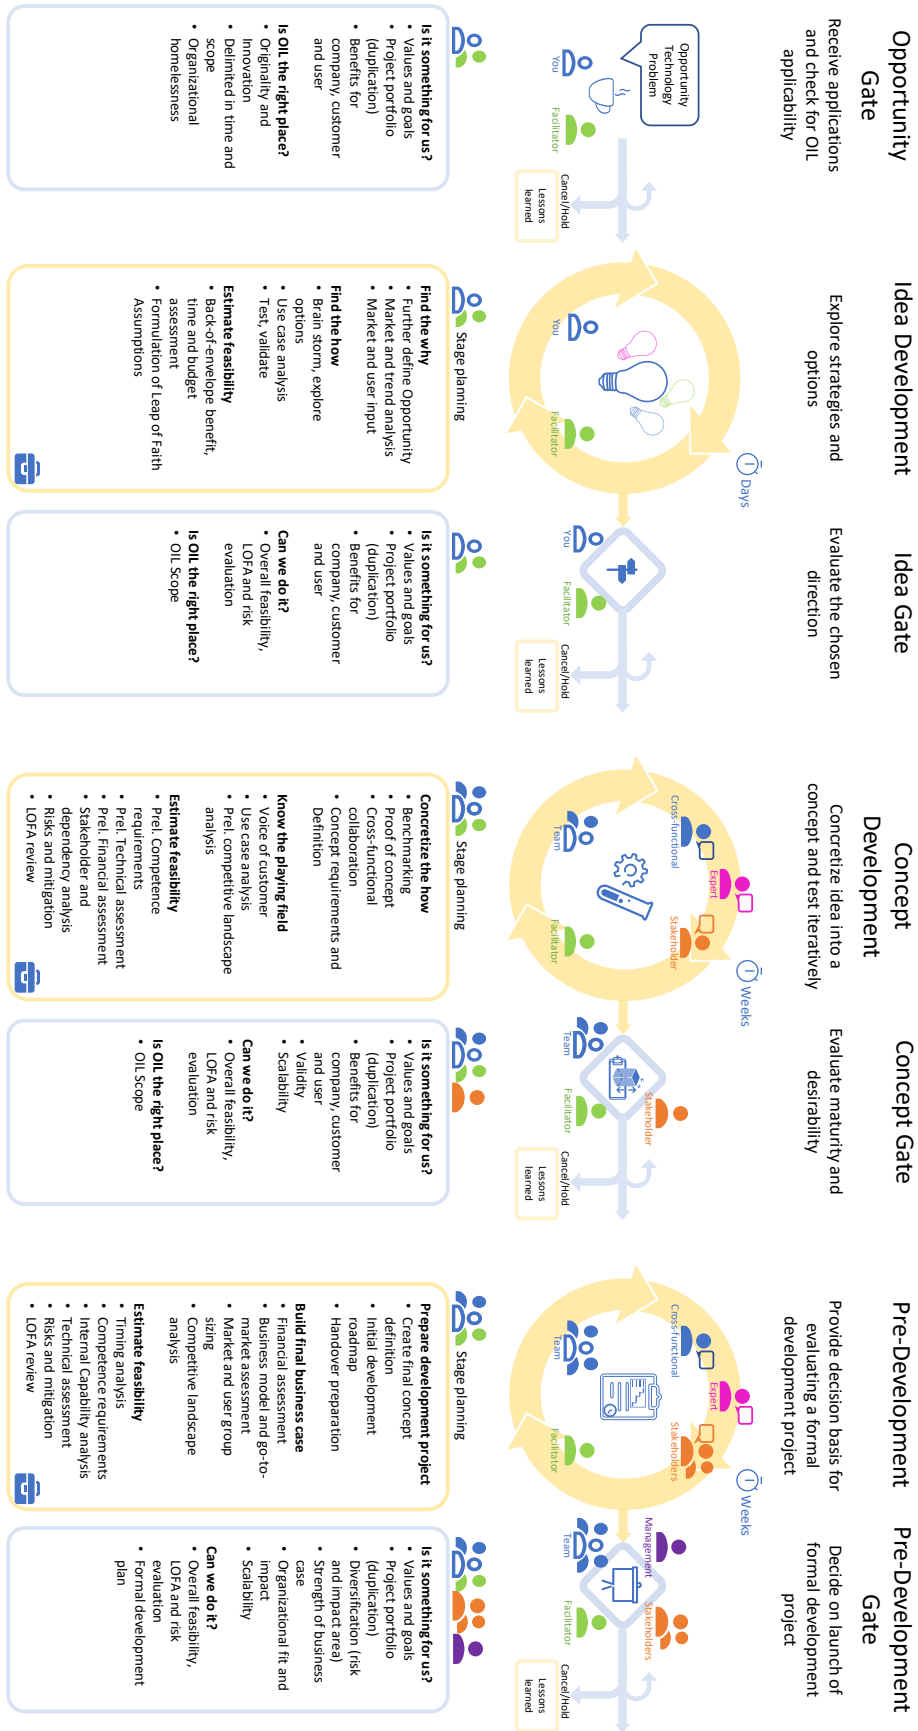 Opportunity
Gate
Receive applications
and check for OIL
applicability
Opportunity
Technology
Problem
You
Facilitator
Cancel/Hold
Lessons
learned
Is it something for us?
• Values and goals
• Project portfolio
(duplication)
• Benefits for
company, customer
and user
Is OIL the right place?
• Originality and
Innovation
• Delimited in time and
scope
• Organizational
homelessness
Idea Development
Explore strategies and
options
Days
You
Facilitator
Stage planning
Find the why
• Further define Opportunity
• Market and trend analysis
• Market and user input
Find the how
• Brain storm, explore
options
• Use case analysis
• Test, validate
Estimate feasibility
• Back-of-envelope benefit,
time and budget
assessment
• Formulation of Leap of Faith
Assumptions
Idea Gate
Evaluate the chosen
direction
You
Facilitator
Cancel/Hold
Lessons
learned
Is it something for us?
• Values and goals
• Project portfolio
(duplication)
• Benefits for
company, customer
and user
Can we do it?
• Overall feasibility,
LOFA and risk
evaluation
Is OIL the right place?
• OIL Scope
Concept
Development
Concretize idea into a
concept and test iteratively
Weeks
Cross-functional
Expert
Stakeholder
Team
Facilitator
Stage planning
Concretize the how
• Benchmarking
• Proof of concept
• Cross-functional
collaboration
• Concept requirements and
Definition
Know the playing field
• Voice of customer
• Use case analysis
• Prel. competitive landscape
analysis
Estimate feasibility
• Prel. Competence
requirements
• Prel. Technical assessment
• Prel. Financial assessment
• Stakeholder and
dependency analysis
• Risks and mitigation
• LOFA review
Concept Gate
Evaluate maturity and
desirability
Stakeholder
Team
Facilitator
Cancel/Hold
Lessons
learned
Is it something for us?
• Values and goals
• Project portfolio
(duplication)
• Benefits for
company, customer
and user
• Validity
• Scalability
Can we do it?
• Overall feasibility,
LOFA and risk
evaluation
Is OIL the right place?
• OIL Scope
Pre-Development
Provide decision basis for
evaluating a formal
development project
Weeks
Cross-functional
Expert
Stakeholders
Team
Facilitator
Stage planning
Prepare development project
• Create final concept
definition
• Initial development
roadmap
• Handover preparation
Build final business case
• Financial assessment
• Business model and go-to-
market assessment
• Market and user group
sizing
• Competitive landscape
analysis
Estimate feasibility
• Timing analysis
• Competence requirements
• Internal Capability analysis
• Technical assessment
• Risks and mitigation
• LOFA review
Pre-Development
Gate
Decide on launch of
formal development
project
Management
Stakeholders
Team
Facilitator
Cancel/Hold
Lessons
learned
Is it something for us?
• Values and goals
• Project portfolio
(duplication)
• Diversification (risk
and impact area)
• Strength of business
case
• Organizational fit and
impact
• Scalability
Can we do it?
• Overall feasibility,
LOFA and risk
evaluation
• Formal development
plan